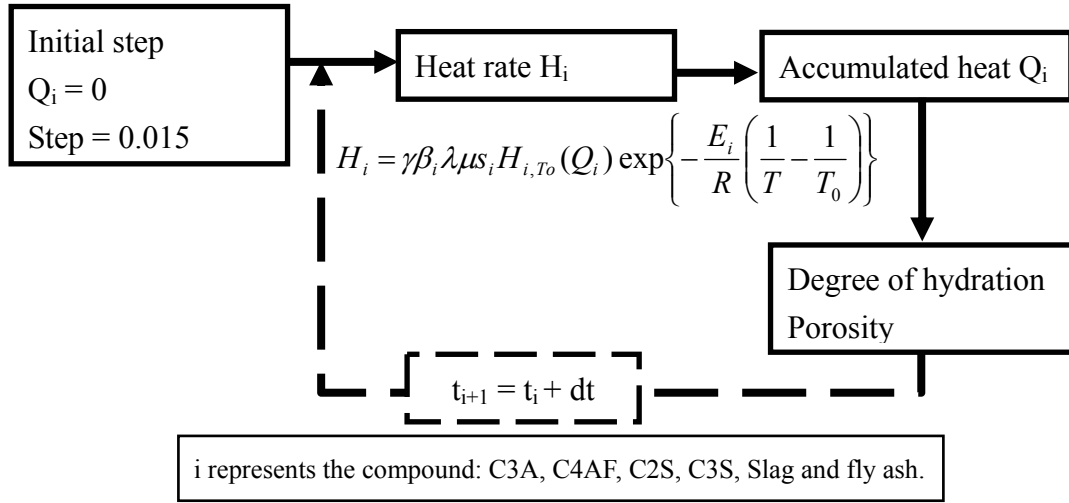 Initial step
Qi = 0
Step = 0.015
Heat rate Hi
Accumulated heat Qi
Hi = γβiλμsiHi,To(Qi) exp{-Ei/R(1/T - 1/T0)}
Degree of hydration
Porosity
ti+1 = ti + dt
i represents the compound: C3A, C4AF, C2S, C3S, Slag and fly ash.